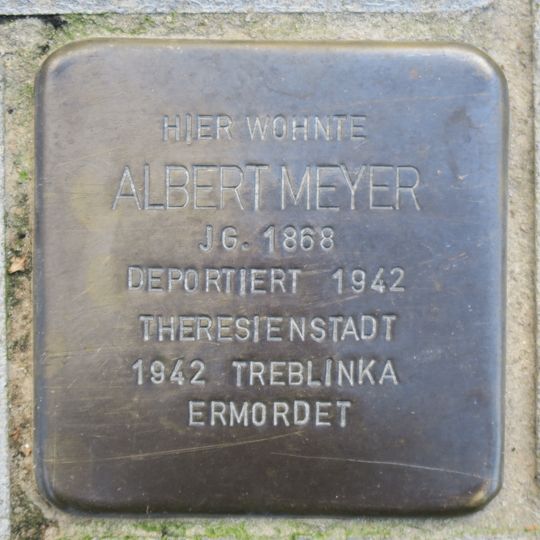 HIER WOHNTE
ALBERT MEYER
JG. 1868
DEPORTIERT 1942
THERESIENSTADT
1942 TREBLINKA
ERMORDET